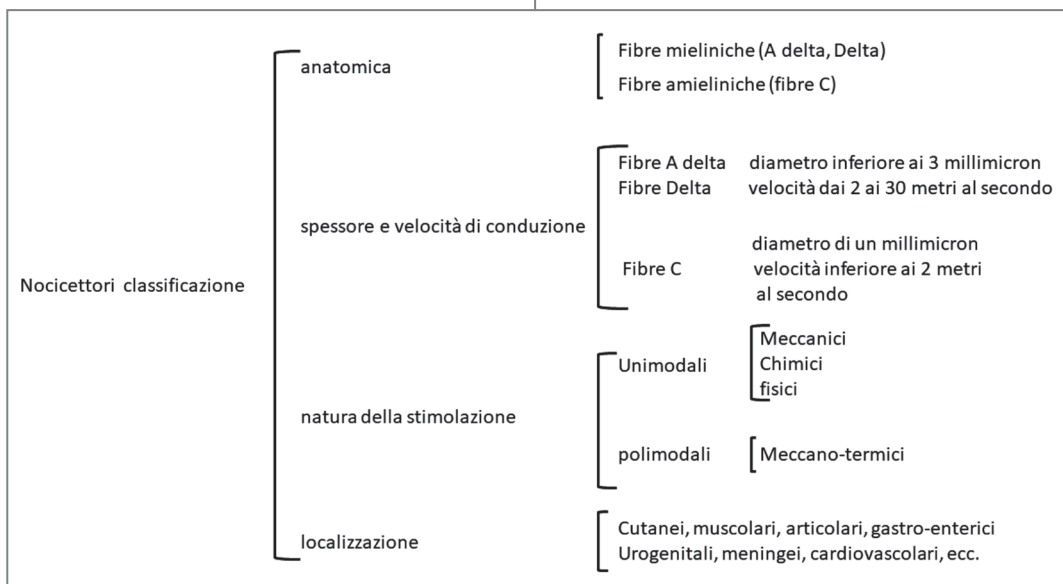 anatomica
Fibre mieliniche (A delta, Delta)
Fibre amieliniche (fibre C)
Fibre A delta diametro inferiore ai 3 millimicron
Fibre Delta velocità dai 2 ai 30 metri al secondo
spessore e velocità di conduzione
diametro di un millimicron
Fibre C velocità inferiore ai 2 metri
al secondo
Nocicettori classificazione
Meccanici
Unimodali Chimici
fisici
natura della stimolazione
polimodali Meccano-termici
Cutanei, muscolari, articolari, gastro-enterici
localizzazione
Urogenitali, meningei, cardiovascolari, ecc.